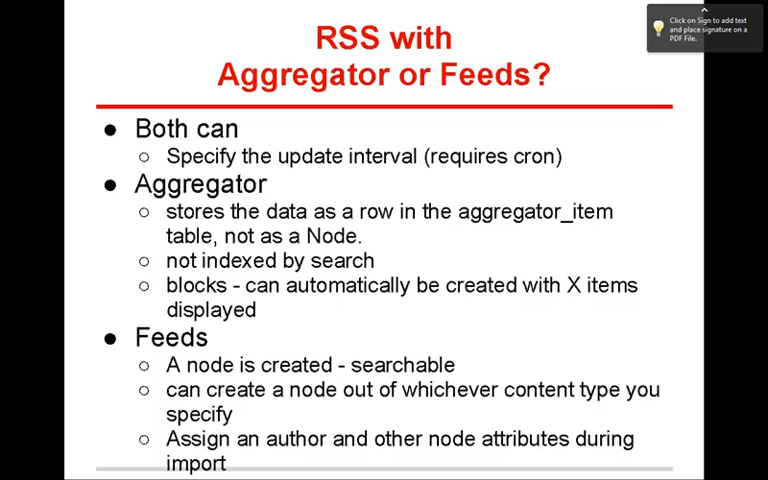 RSS with
Aggregator or Feeds?
● Both can
○ Specify the update interval (requires cron)
● Aggregator
○ stores the data as a row in the aggregator_item
table, not as a Node.
○ not indexed by search
○ blocks - can automatically be created with X items
displayed
● Feeds
○ A node is created - searchable
○ can create a node out of whichever content type you
specify
○ Assign an author and other node attributes during
import
Click on Sign to add text
and place signature on a
PDF File.